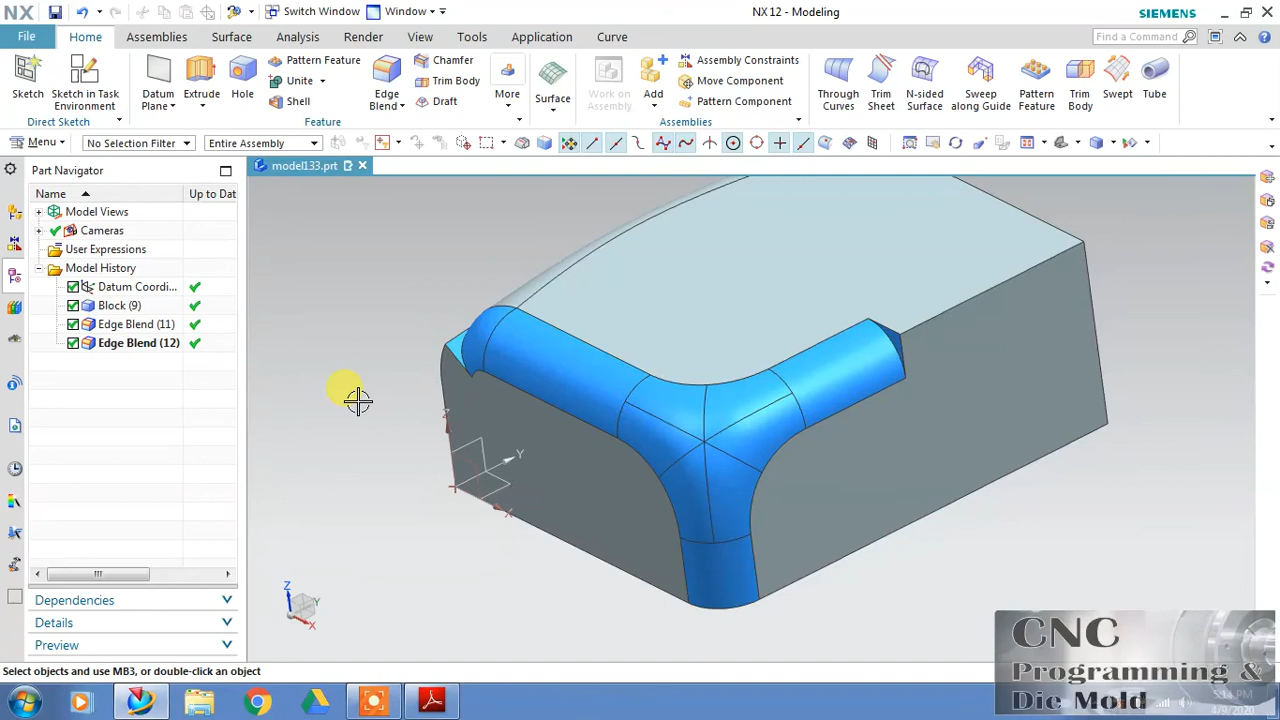 NX
Switch Window
Window
NX 12 - Modeling
SIEMENS
File
Home
Assemblies
Surface
Analysis
Render
View
Tools
Application
Curve
Find a Command
Sketch
Sketch in Task
Environment
Direct Sketch
Datum
Plane
Extrude
Hole
Pattern Feature
Unite
Shell
Edge
Blend
Chamfer
Trim Body
Draft
More
Feature
Surface
Work on
Assembly
Add
Assembly Constraints
Move Component
Pattern Component
Assemblies
Through
Curves
Trim
Sheet
N-sided
Surface
Sweep
along Guide
Pattern
Feature
Trim
Body
Swept
Tube
Menu
No Selection Filter
Entire Assembly
Part Navigator
model133.prt
Name
Up to Dat
Model Views
Cameras
User Expressions
Model History
Datum Coordi...
Block (9)
Edge Blend (11)
Edge Blend (12)
Dependencies
Details
Preview
Z
Y
X
Z
Y
X
Select objects and use MB3, or double-click an object
CNC
Programming &
Die Mold
5:14 PM
4/9/2020